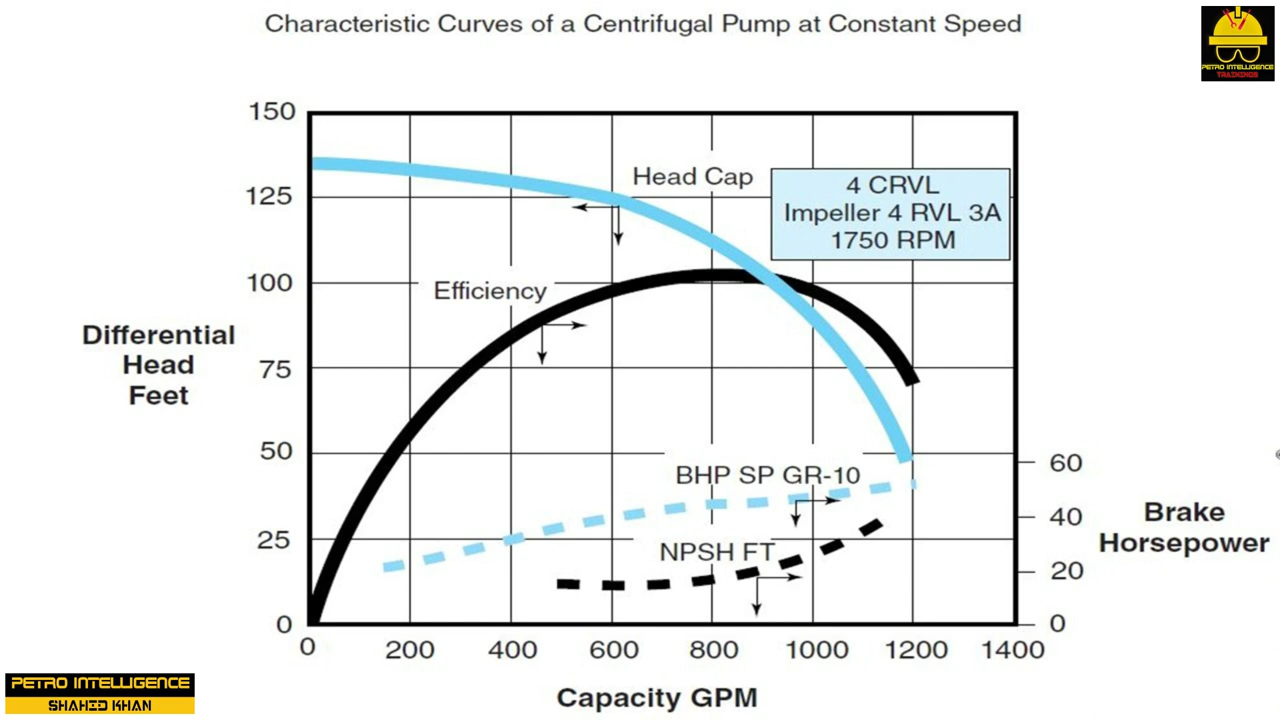 Characteristic Curves of a Centrifugal Pump at Constant Speed
PETRO INTELLIGENCE
TRAININGS
150
125
100
75
50
25
0
Differential
Head
Feet
Head Cap
4 CRVL
Impeller 4 RVL 3A
1750 RPM
Efficiency
BHP SP GR-10
NPSH FT
60
40
20
0
Brake
Horsepower
0 200 400 600 800 1000 1200 1400
Capacity GPM
PETRO INTELLIGENCE
SHAHID KHAN